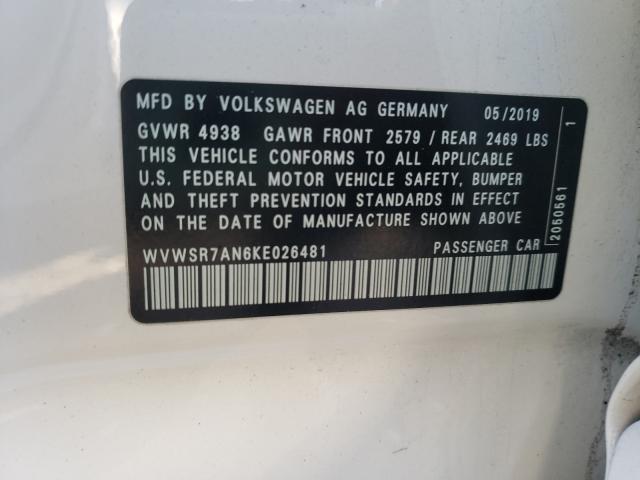 MFD BY VOLKSWAGEN AG GERMANY 05/2019
GVWR 4938 GAWR FRONT 2579 / REAR 2469 LBS
THIS VEHICLE CONFORMS TO ALL APPLICABLE
U.S. FEDERAL MOTOR VEHICLE SAFETY, BUMPER
AND THEFT PREVENTION STANDARDS IN EFFECT
ON THE DATE OF MANUFACTURE SHOWN ABOVE
WVWSR7AN6KE026481 PASSENGER CAR
2050561 1